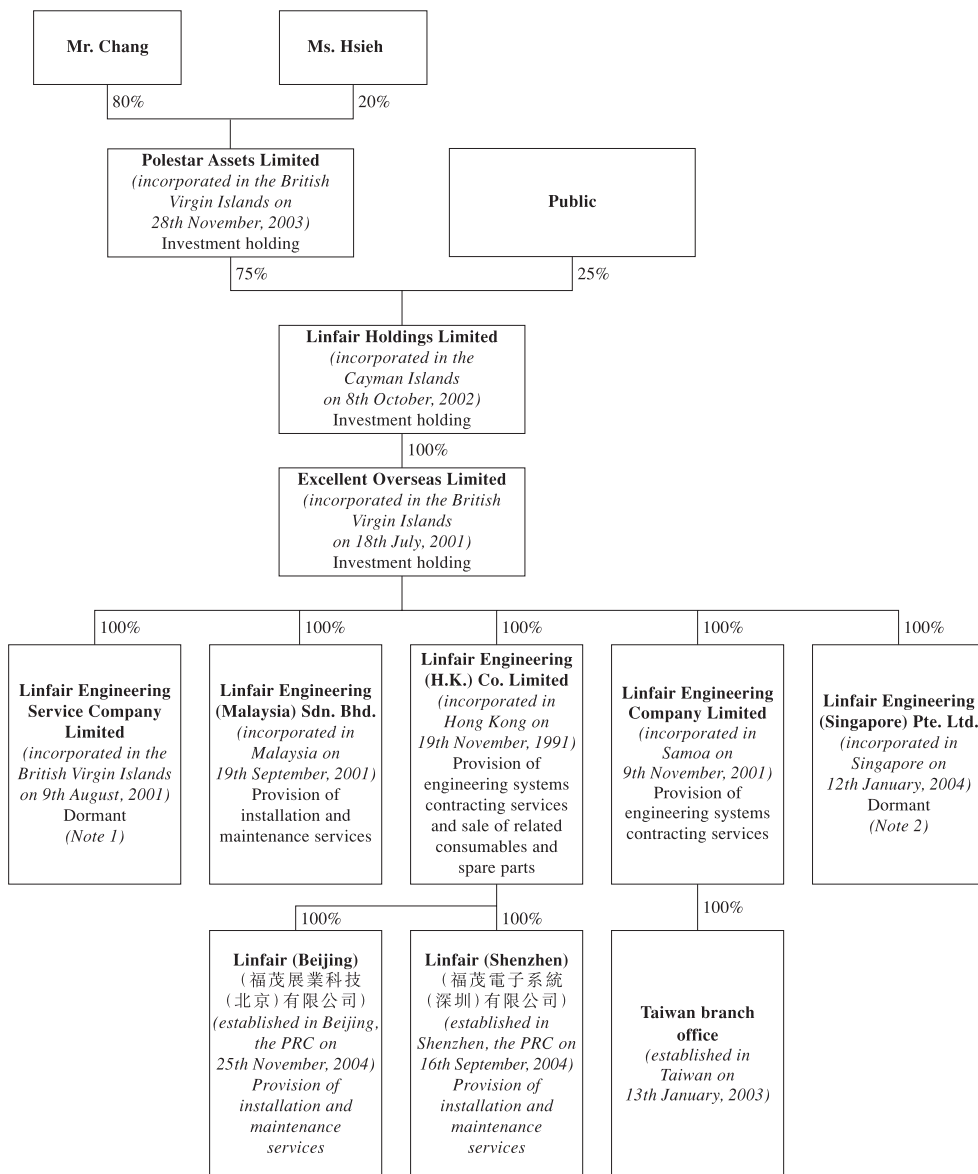 Mr. Chang
Ms. Hsieh
80%
20%
Polestar Assets Limited
(incorporated in the British
Virgin Islands on
28th November, 2003)
Investment holding
Public
75%
25%
Linfair Holdings Limited
(incorporated in the
Cayman Islands
on 8th October, 2002)
Investment holding
100%
Excellent Overseas Limited
(incorporated in the British
Virgin Islands
on 18th July, 2001)
Investment holding
100%
100%
100%
100%
100%
Linfair Engineering
Service Company
Limited
(incorporated in the
British Virgin Islands
on 9th August, 2001)
Dormant
(Note 1)
Linfair Engineering
(Malaysia) Sdn. Bhd.
(incorporated in
Malaysia on
19th September, 2001)
Provision of
installation and
maintenance services
Linfair Engineering
(H.K.) Co. Limited
(incorporated in
Hong Kong on
19th November, 1991)
Provision of
engineering systems
contracting services
and sale of related
consumables and
spare parts
Linfair Engineering
Company Limited
(incorporated in
Samoa on
9th November, 2001)
Provision of
engineering systems
contracting services
Linfair Engineering
(Singapore) Pte. Ltd.
(incorporated in
Singapore on
12th January, 2004)
Dormant
(Note 2)
100%
100%
100%
Linfair (Beijing)
(福茂展業科技
(北京)有限公司)
(established in Beijing,
the PRC on
25th November, 2004)
Provision of
installation and
maintenance
services
Linfair (Shenzhen)
(福茂電子系統
(深圳)有限公司)
(established in
Shenzhen, the PRC on
16th September, 2004)
Provision of
installation and
maintenance
services
Taiwan branch
office
(established in
Taiwan on
13th January, 2003)